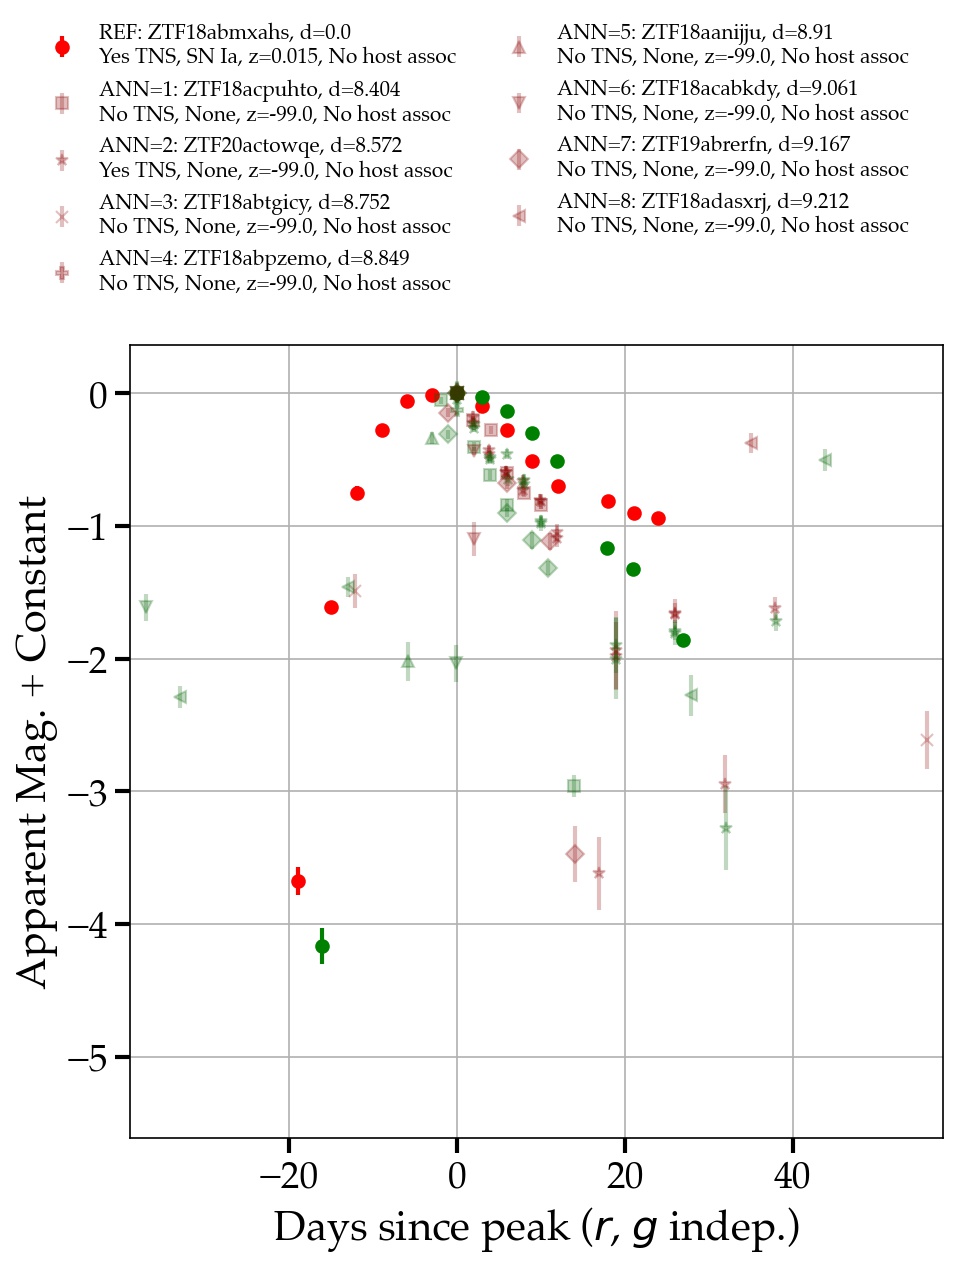 REF: ZTF18abmxahs, d=0.0
Yes TNS, SN Ia, z=0.015, No host assoc
ANN=1: ZTF18acpuhto, d=8.404
No TNS, None, z=-99.0, No host assoc
ANN=2: ZTF20actowqe, d=8.572
Yes TNS, None, z=-99.0, No host assoc
ANN=3: ZTF18abtgicy, d=8.752
No TNS, None, z=-99.0, No host assoc
ANN=4: ZTF18abpzemo, d=8.849
No TNS, None, z=-99.0, No host assoc
ANN=5: ZTF18aanijju, d=8.91
No TNS, None, z=-99.0, No host assoc
ANN=6: ZTF18acabkdy, d=9.061
No TNS, None, z=-99.0, No host assoc
ANN=7: ZTF19abrerfn, d=9.167
No TNS, None, z=-99.0, No host assoc
ANN=8: ZTF18adasxrj, d=9.212
No TNS, None, z=-99.0, No host assoc
Apparent Mag. + Constant
0
−1
−2
−3
−4
−5
−20
0
20
40
Days since peak (r, g indep.)